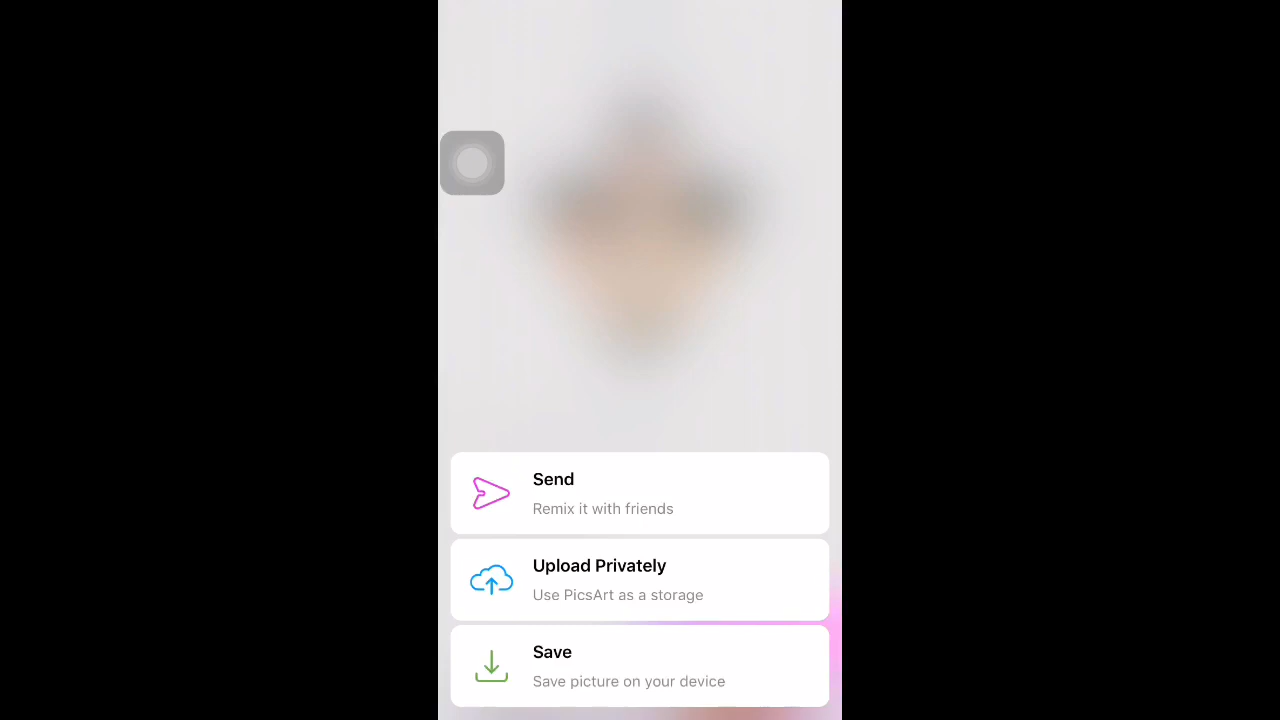 Send
Remix it with friends
Upload Privately
Use PicsArt as a storage
Save
Save picture on your device